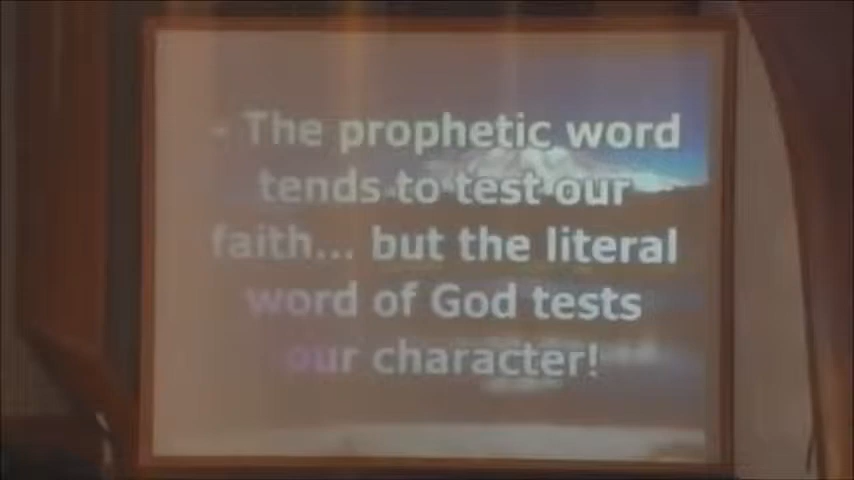 - The prophetic word
tends to test our
faith... but the literal
word of God tests
our character!